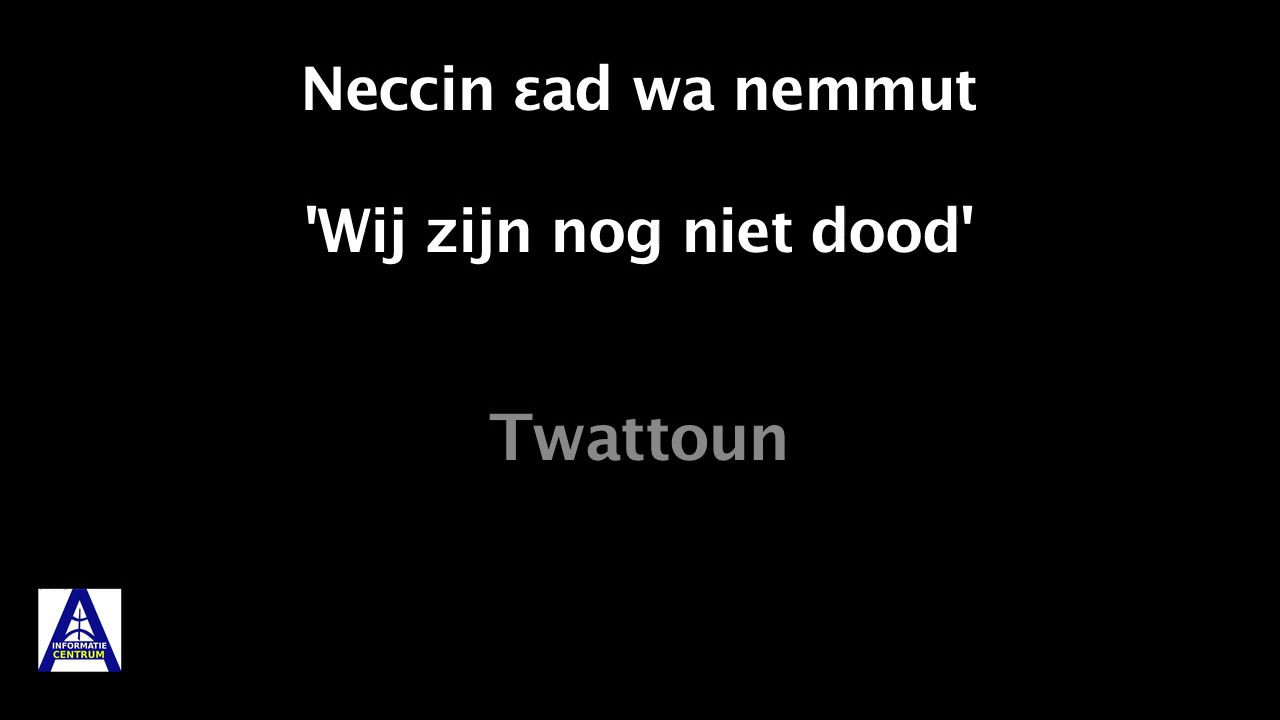 Neccin ɛad wa nemmut
'Wij zijn nog niet dood'
Twattoun
INFORMATIE
CENTRUM